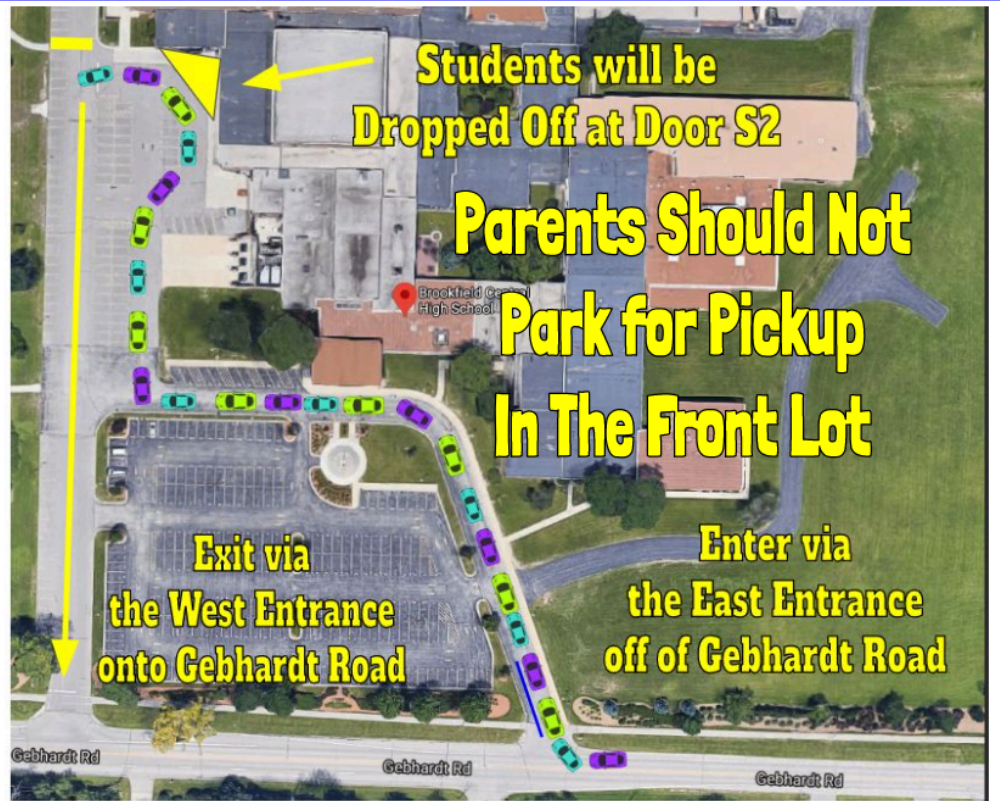 Students will be
Dropped Off at Door S2
Parents Should Not
Park for Pickup
In The Front Lot
Brookfield Central
High School
Exit via
the West Entrance
onto Gebhardt Road
Enter via
the East Entrance
off of Gebhardt Road
Gebhardt Rd
Gebhardt Rd
Gebhardt Rd